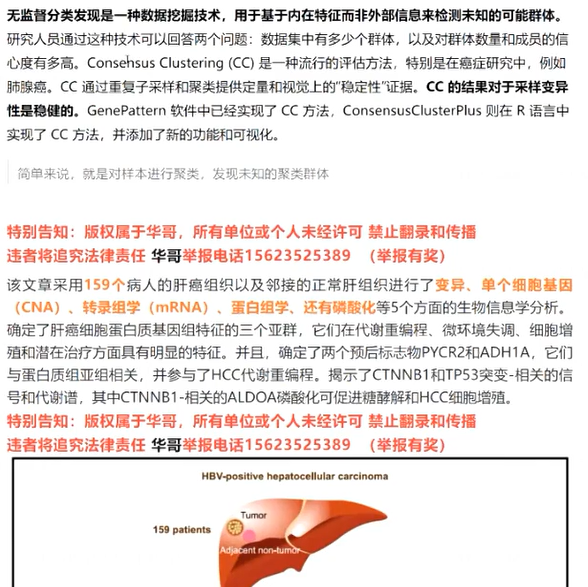 无监督分类发现是一种数据挖掘技术，用于基于内在特征而非外部信息来检测未知的可能群体。
研究人员通过这种技术可以回答两个问题：数据集中有多少个群体，以及对群体数量和成员的信
心度有多高。Consehsus Clustering (CC) 是一种流行的评估方法，特别是在癌症研究中，例如
肺腺癌。CC 通过重复子采样和聚类提供定量和视觉上的“稳定性”证据。CC 的结果对于采样变异
性是稳健的。GenePattern 软件中已经实现了 CC 方法，ConsensusClusterPlus 则在 R 语言中
实现了 CC 方法，并添加了新的功能和可视化。
简单来说，就是对样本进行聚类，发现未知的聚类群体
特别告知：版权属于华哥，所有单位或个人未经许可 禁止翻录和传播
违者将追究法律责任 华哥举报电话15623525389 （举报有奖）
该文章采用159个病人的肝癌组织以及邻接的正常肝组织进行了变异、单个细胞基因
（CNA）、转录组学（mRNA）、蛋白组学、还有磷酸化等5个方面的生物信息学分析。
确定了肝癌细胞蛋白质基因组特征的三个亚群，它们在代谢重编程、微环境失调、细胞增
殖和潜在治疗方面具有明显的特征。并且，确定了两个预后标志物PYCR2和ADH1A，它们
与蛋白质组亚组相关，并参与了HCC代谢重编程。揭示了CTNNB1和TP53突变-相关的信
号和代谢谱，其中CTNNB1-相关的ALDOA磷酸化可促进糖酵解和HCC细胞增殖。
特别告知：版权属于华哥，所有单位或个人未经许可 禁止翻录和传播
违者将追究法律责任 华哥举报电话15623525389 （举报有奖）
HBV-positive hepatocellular carcinoma
Tumor
159 patients
Adjacent non-tumor